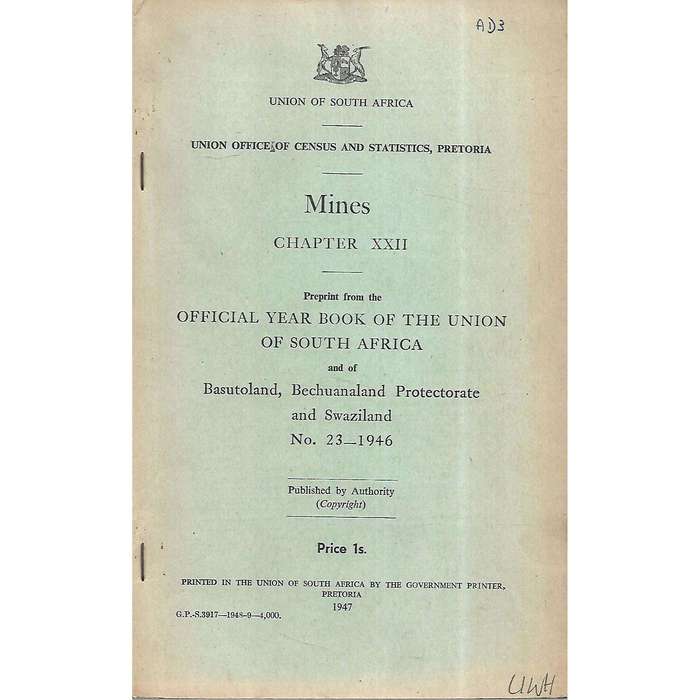 AD3
UNION OF SOUTH AFRICA
UNION OFFICE OF CENSUS AND STATISTICS, PRETORIA
Mines
CHAPTER XXII
Preprint from the
OFFICIAL YEAR BOOK OF THE UNION
OF SOUTH AFRICA
and of
Basutoland, Bechuanaland Protectorate
and Swaziland
No. 23—1946
Published by Authority
(Copyright)
Price 1s.
PRINTED IN THE UNION OF SOUTH AFRICA BY THE GOVERNMENT PRINTER,
PRETORIA
1947
G.P.-S.3917—1948-9—4,000.